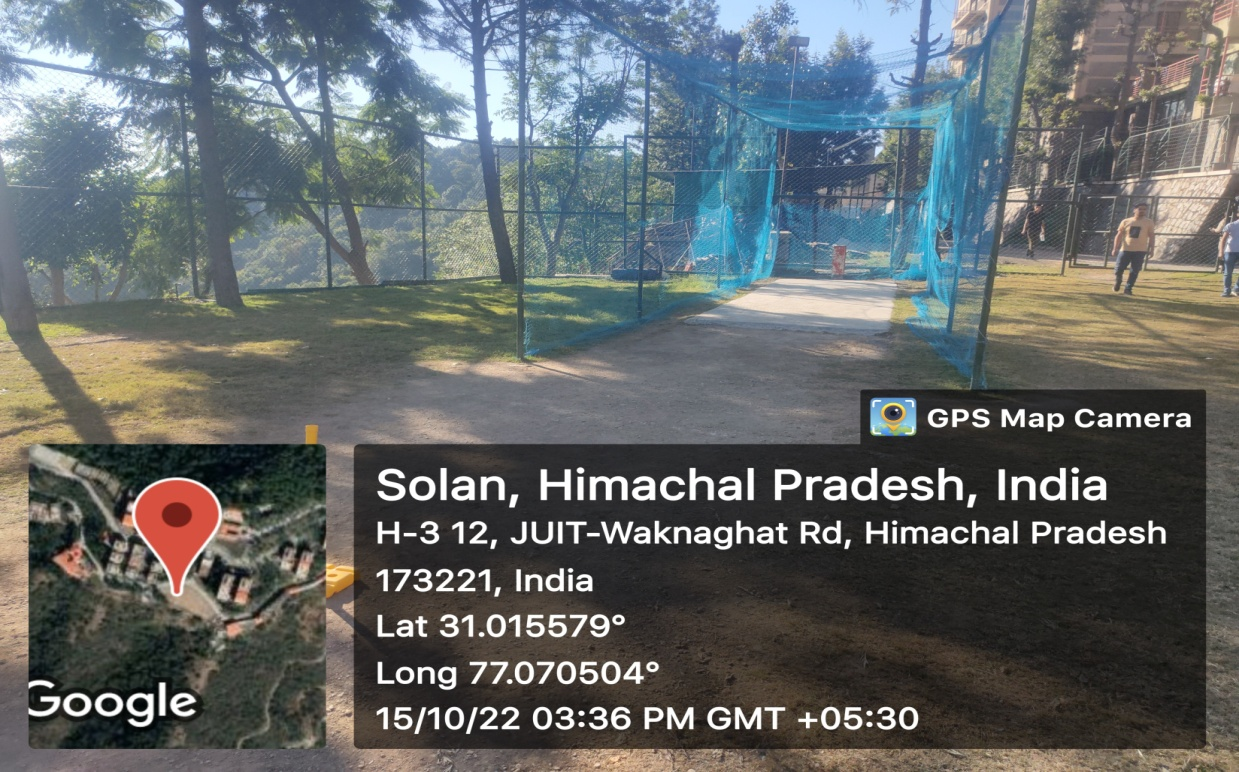 GPS Map Camera
Solan, Himachal Pradesh, India
H-3 12, JUIT-Waknaghat Rd, Himachal Pradesh
173221, India
Lat 31.015579°
Long 77.070504°
15/10/22 03:36 PM GMT +05:30
Google